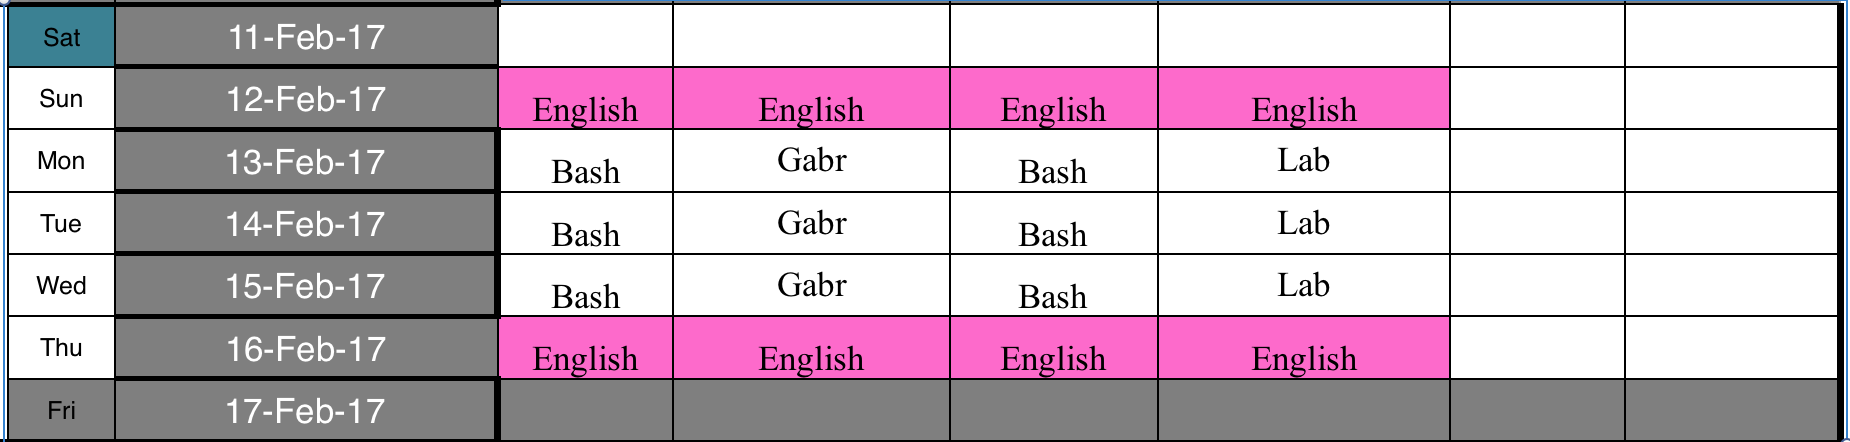 Sat 11-Feb-17
Sun 12-Feb-17 English English English English
Mon 13-Feb-17 Bash Gabr Bash Lab
Tue 14-Feb-17 Bash Gabr Bash Lab
Wed 15-Feb-17 Bash Gabr Bash Lab
Thu 16-Feb-17 English English English English
Fri 17-Feb-17